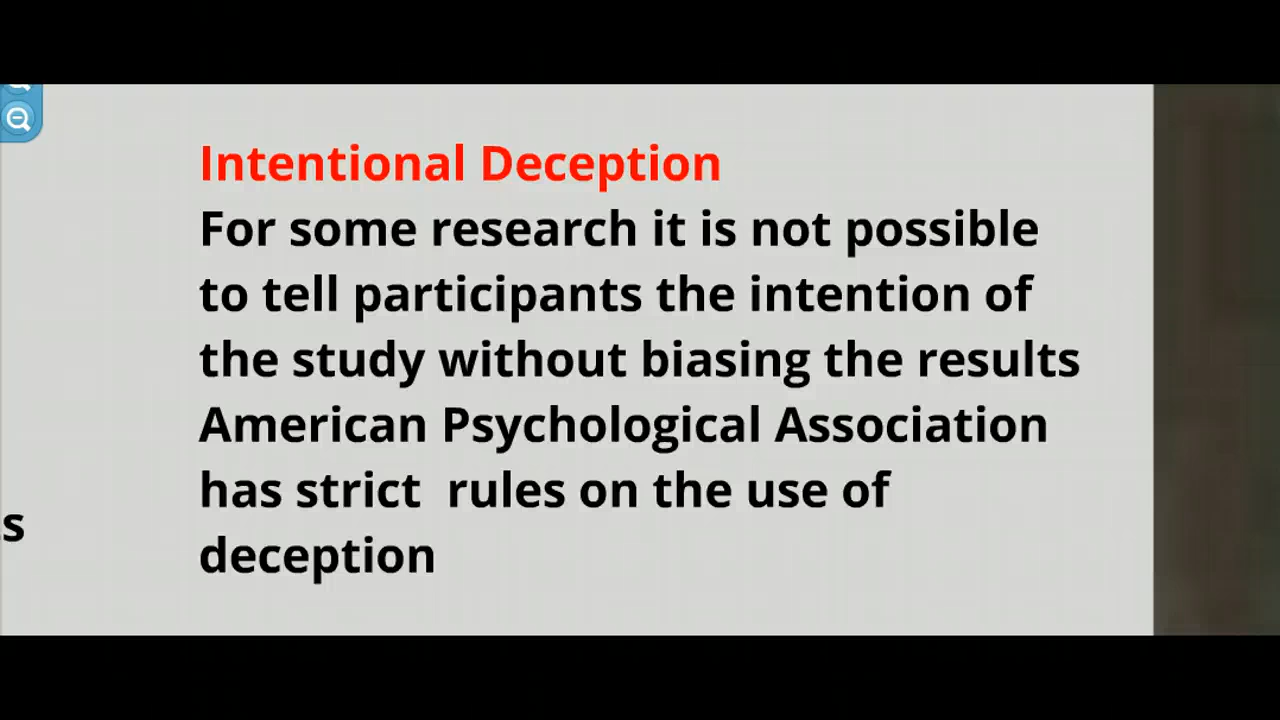 Intentional Deception
For some research it is not possible
to tell participants the intention of
the study without biasing the results
American Psychological Association
has strict  rules on the use of
deception